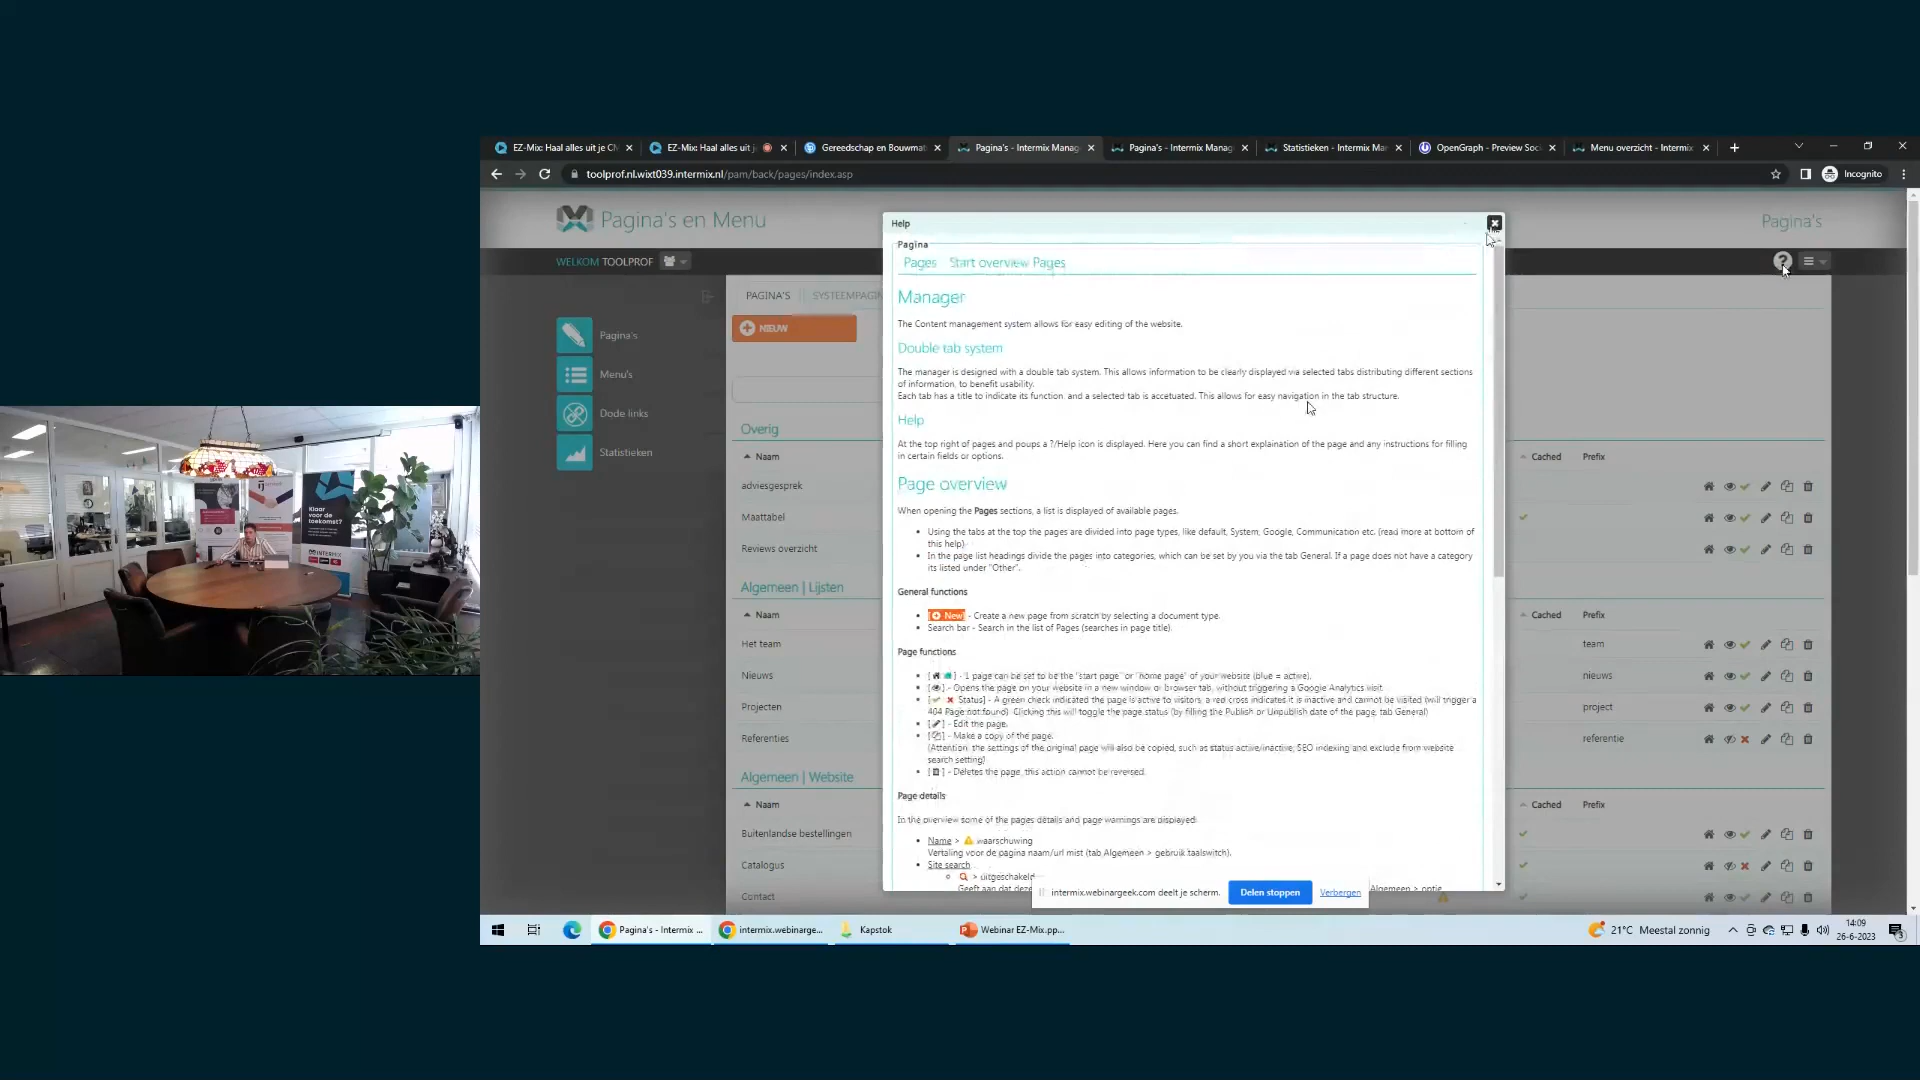 EZ-Mix: Haal alles uit je CM
EZ-Mix: Haal alles uit je
Gereedschap en Bouwmat
Pagina's - Intermix Manag
Pagina's - Intermix Manag
Statistieken - Intermix Ma
OpenGraph - Preview Soc
Menu overzicht - Intermix
toolprof.nl.wixt039.intermix.nl/pam/back/pages/index.asp
Incognito
Pagina's en Menu
Pagina's
WELKOM TOOLPROF
PAGINA'S
SYSTEEMPAGIN
NIEUW
Pagina's
Menu's
Dode links
Statistieken
Overig
Naam
Cached
Prefix
adviesgesprek
Maattabel
Reviews overzicht
Algemeen | Lijsten
Naam
Cached
Prefix
Het team
team
Nieuws
nieuws
Projecten
project
Referenties
referentie
Algemeen | Website
Naam
Cached
Prefix
Buitenlandse bestellingen
Catalogus
Contact
Help
Pagina
Pages Start overview Pages
Manager
The Content management system allows for easy editing of the website.
Double tab system
The manager is designed with a double tab system. This allows information to be clearly displayed via selected tabs distributing different sections
of information, to benefit usability.
Each tab has a title to indicate its function, and a selected tab is accetuated. This allows for easy navigation in the tab structure.
Help
At the top right of pages and poups a ?/Help icon is displayed. Here you can find a short explaination of the page and any instructions for filling
in certain fields or options.
Page overview
When opening the Pages sections, a list is displayed of available pages.
Using the tabs at the top the pages are divided into page types, like default, System, Google, Communication etc. (read more at bottom of
this help)
In the page list headings divide the pages into categories, which can be set by you via the tab General. If a page does not have a category
its listed under "Other".
General functions
[New] - Create a new page from scratch by selecting a document type.
Search bar - Search in the list of Pages (searches in page title).
Page functions
[ ] - 1 page can be set to be the "start page" or "home page" of your website (blue = active).
[ ] - Opens the page on your website in a new window or browser tab, without triggering a Google Analytics visit.
[ Status] - A green check indicated the page is active to visitors, a red cross indicates it is inactive and cannot be visited (will trigger a
404 Page not found). Clicking this will toggle the page status (by filling the Publish or Unpublish date of the page, tab General)
[ ] - Edit the page.
[ ] - Make a copy of the page.
(Attention, the settings of the original page will also be copied, such as status active/inactive, SEO indexing and exclude from website
search setting)
[ ] - Deletes the page, this action cannot be reversed.
Page details
In the overview some of the pages details and page warnings are displayed:
Name > waarschuwing
Vertaling voor de pagina naam/url mist (tab Algemeen > gebruik taalswitch).
Site search
> uitgeschakeld
Geeft aan dat deze
Algemeen > optie
intermix.webinargeek.com deelt je scherm.
Delen stoppen
Verbergen
Klaar
voor de
toekomst?
INTERMIX
Pagina's - Intermix ...
intermix.webinarge...
Kapstok
Webinar EZ-Mix.pp...
21°C Meestal zonnig
14:09
26-6-2023
3